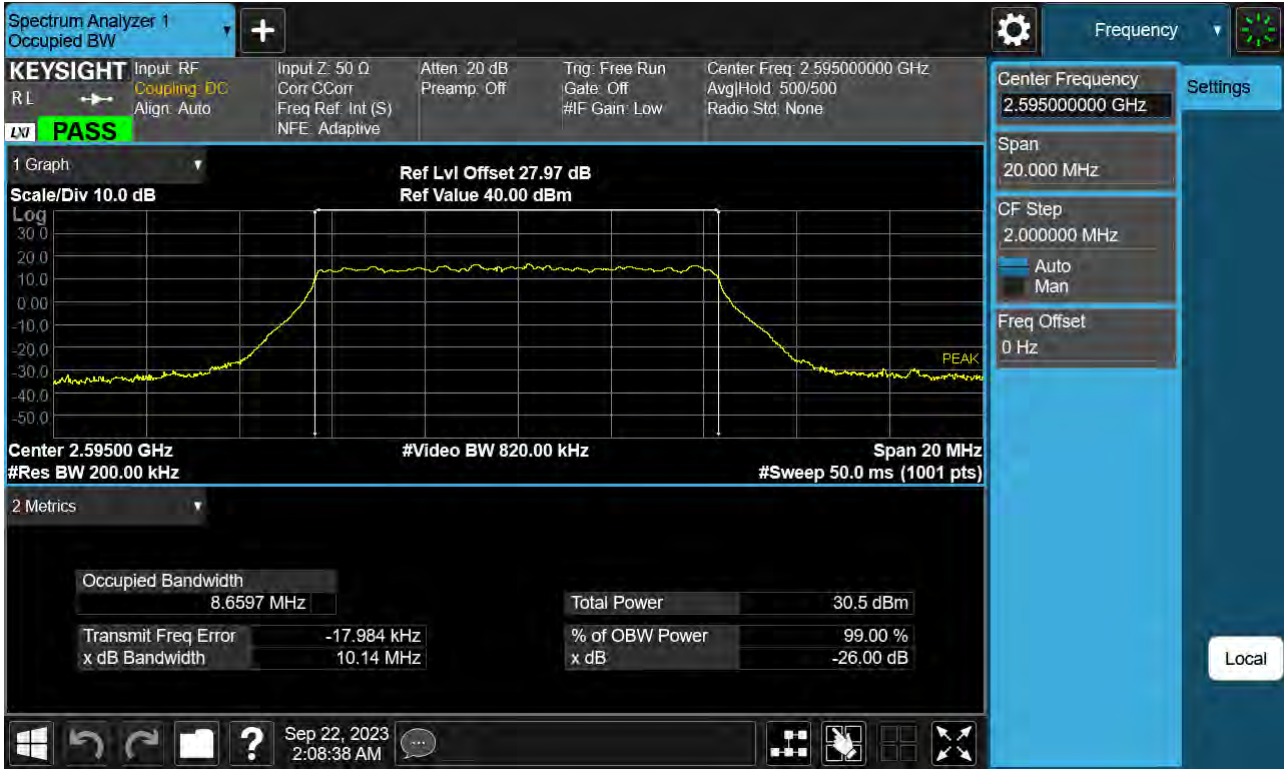 Spectrum Analyzer 1
Occupied BW
+
Frequency
KEYSIGHT
R L
LXI PASS
Input: RF
Coupling: DC
Align: Auto
Input Z: 50 Ω
Corr CCorr
Freq Ref: Int (S)
NFE: Adaptive
Atten: 20 dB
Preamp: Off
Trig: Free Run
Gate: Off
#IF Gain: Low
Center Freq: 2.595000000 GHz
Avg|Hold: 500/500
Radio Std: None
Center Frequency
2.595000000 GHz
Settings
Span
20.000 MHz
CF Step
2.000000 MHz
Auto
Man
Freq Offset
0 Hz
1 Graph
Scale/Div 10.0 dB
Ref Lvl Offset 27.97 dB
Ref Value 40.00 dBm
Log
30.0
20.0
10.0
0.00
-10.0
-20.0
-30.0
-40.0
-50.0
PEAK
Center 2.59500 GHz
#Video BW 820.00 kHz
Span 20 MHz
#Res BW 200.00 kHz
#Sweep 50.0 ms (1001 pts)
2 Metrics
Occupied Bandwidth
8.6597 MHz
Total Power 30.5 dBm
Transmit Freq Error -17.984 kHz
% of OBW Power 99.00 %
x dB Bandwidth 10.14 MHz
x dB -26.00 dB
Local
?
Sep 22, 2023
2:08:38 AM